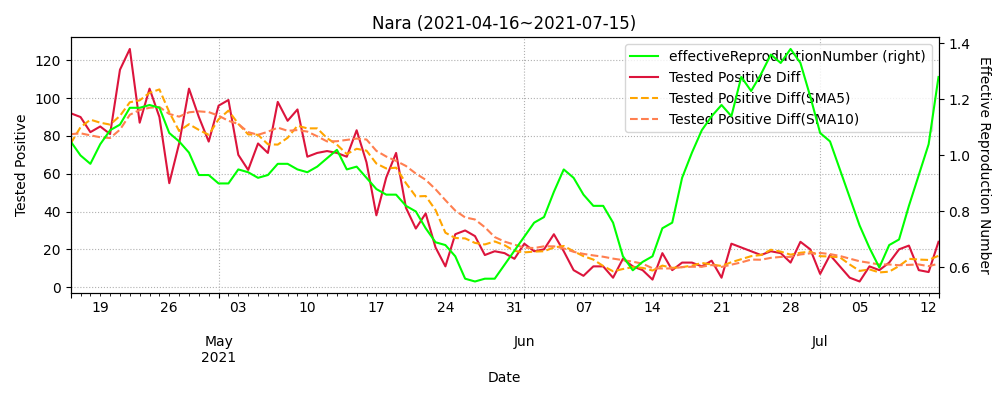 Nara (2021-04-16~2021-07-15)
effectiveReproductionNumber (right)
Tested Positive Diff
Tested Positive Diff(SMA5)
Tested Positive Diff(SMA10)
Tested Positive
120
100
80
60
40
20
0
1.4
1.2
1.0
0.8
0.6
Effective Reproduction Number
19 26 03 10 17 24 31 07 14 21 28 05 12
May Jun Jul
2021
Date